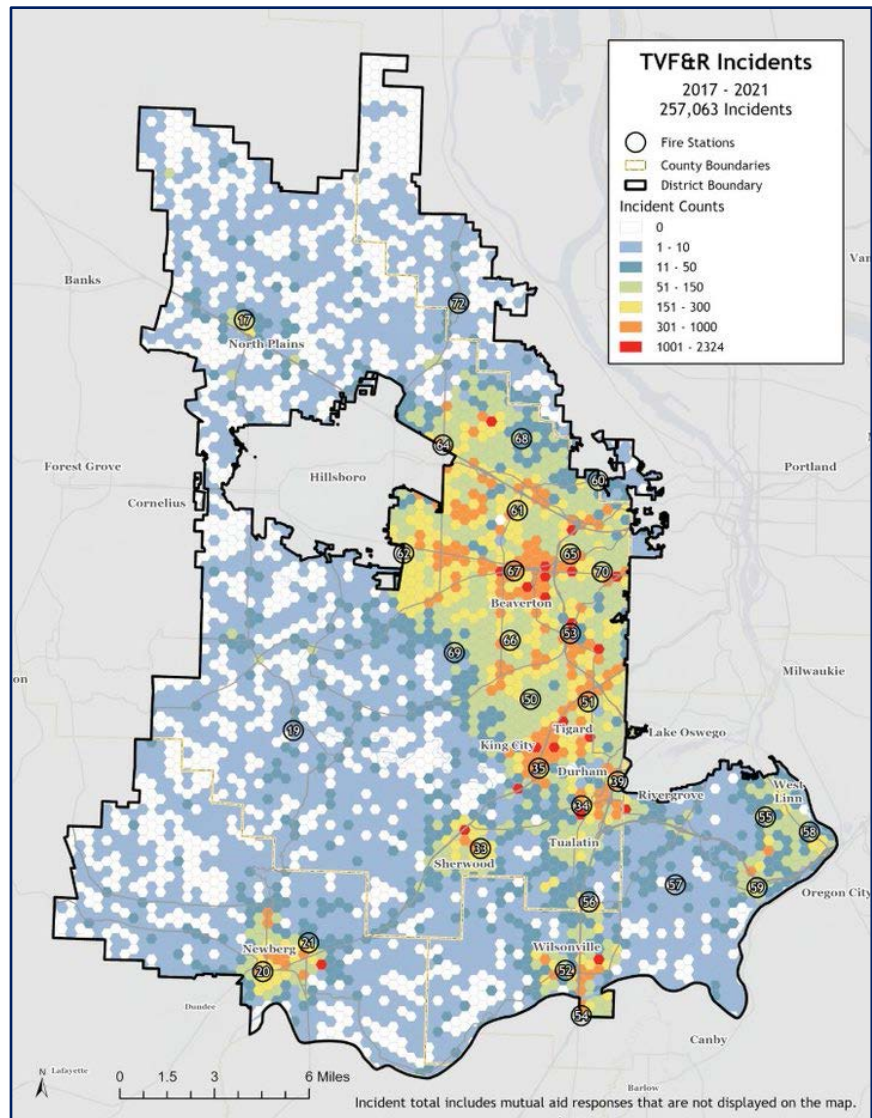 TVF&R Incidents
2017 - 2021
257,063 Incidents
Fire Stations
County Boundaries
District Boundary
Incident Counts
0
1 - 10
11 - 50
51 - 150
151 - 300
301 - 1000
1001 - 2324
Banks
72
17
North Plains
68
64
Forest Grove
Hillsboro
60
Portland
Cornelius
61
62
65
67
70
Beaverton
53
66
69
Milwaukie
50
51
19
Tigard
Lake Oswego
King City
35
Durham
39
Rivergrove
West
Linn
34
55
58
33
Sherwood
Tualatin
57
59
Oregon City
56
21
Newberg
Wilsonville
20
52
Dundee
54
Canby
Lafayette
N
0 1.5 3 6 Miles
Barlow
Incident total includes mutual aid responses that are not displayed on the map.